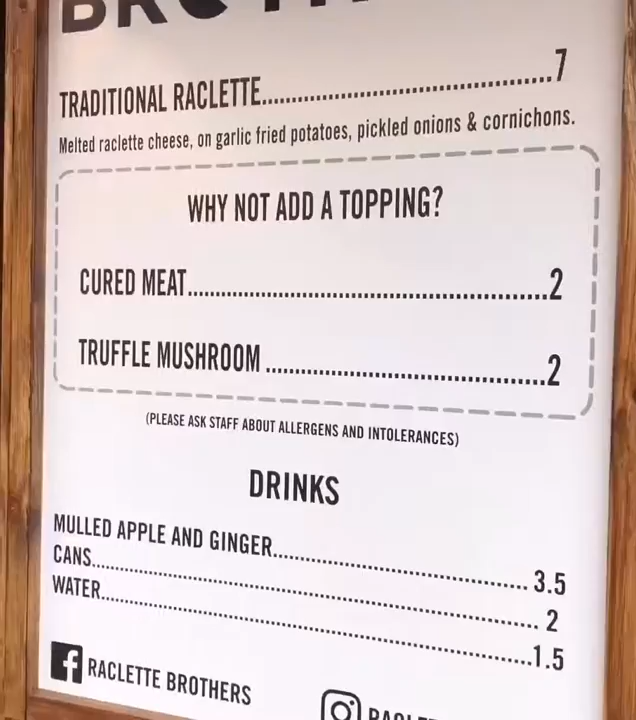 TRADITIONAL RACLETTE..............................7
Melted raclette cheese, on garlic fried potatoes, pickled onions & cornichons.
WHY NOT ADD A TOPPING?
CURED MEAT..............................2
TRUFFLE MUSHROOM..............................2
(PLEASE ASK STAFF ABOUT ALLERGENS AND INTOLERANCES)
DRINKS
MULLED APPLE AND GINGER..............................3.5
CANS..............................2
WATER..............................1.5
RACLETTE BROTHERS